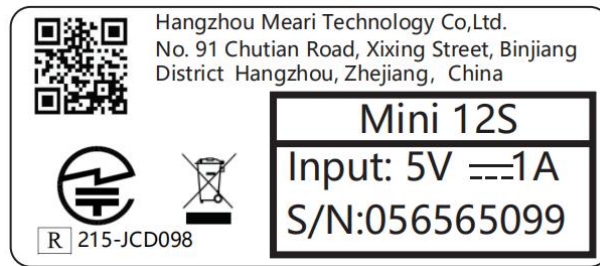 Hangzhou Meari Technology Co,Ltd.
No. 91 Chutian Road, Xixing Street, Binjiang
District Hangzhou, Zhejiang, China
Mini 12S
Input: 5V ⎓1A
S/N:056565099
R 215-JCD098